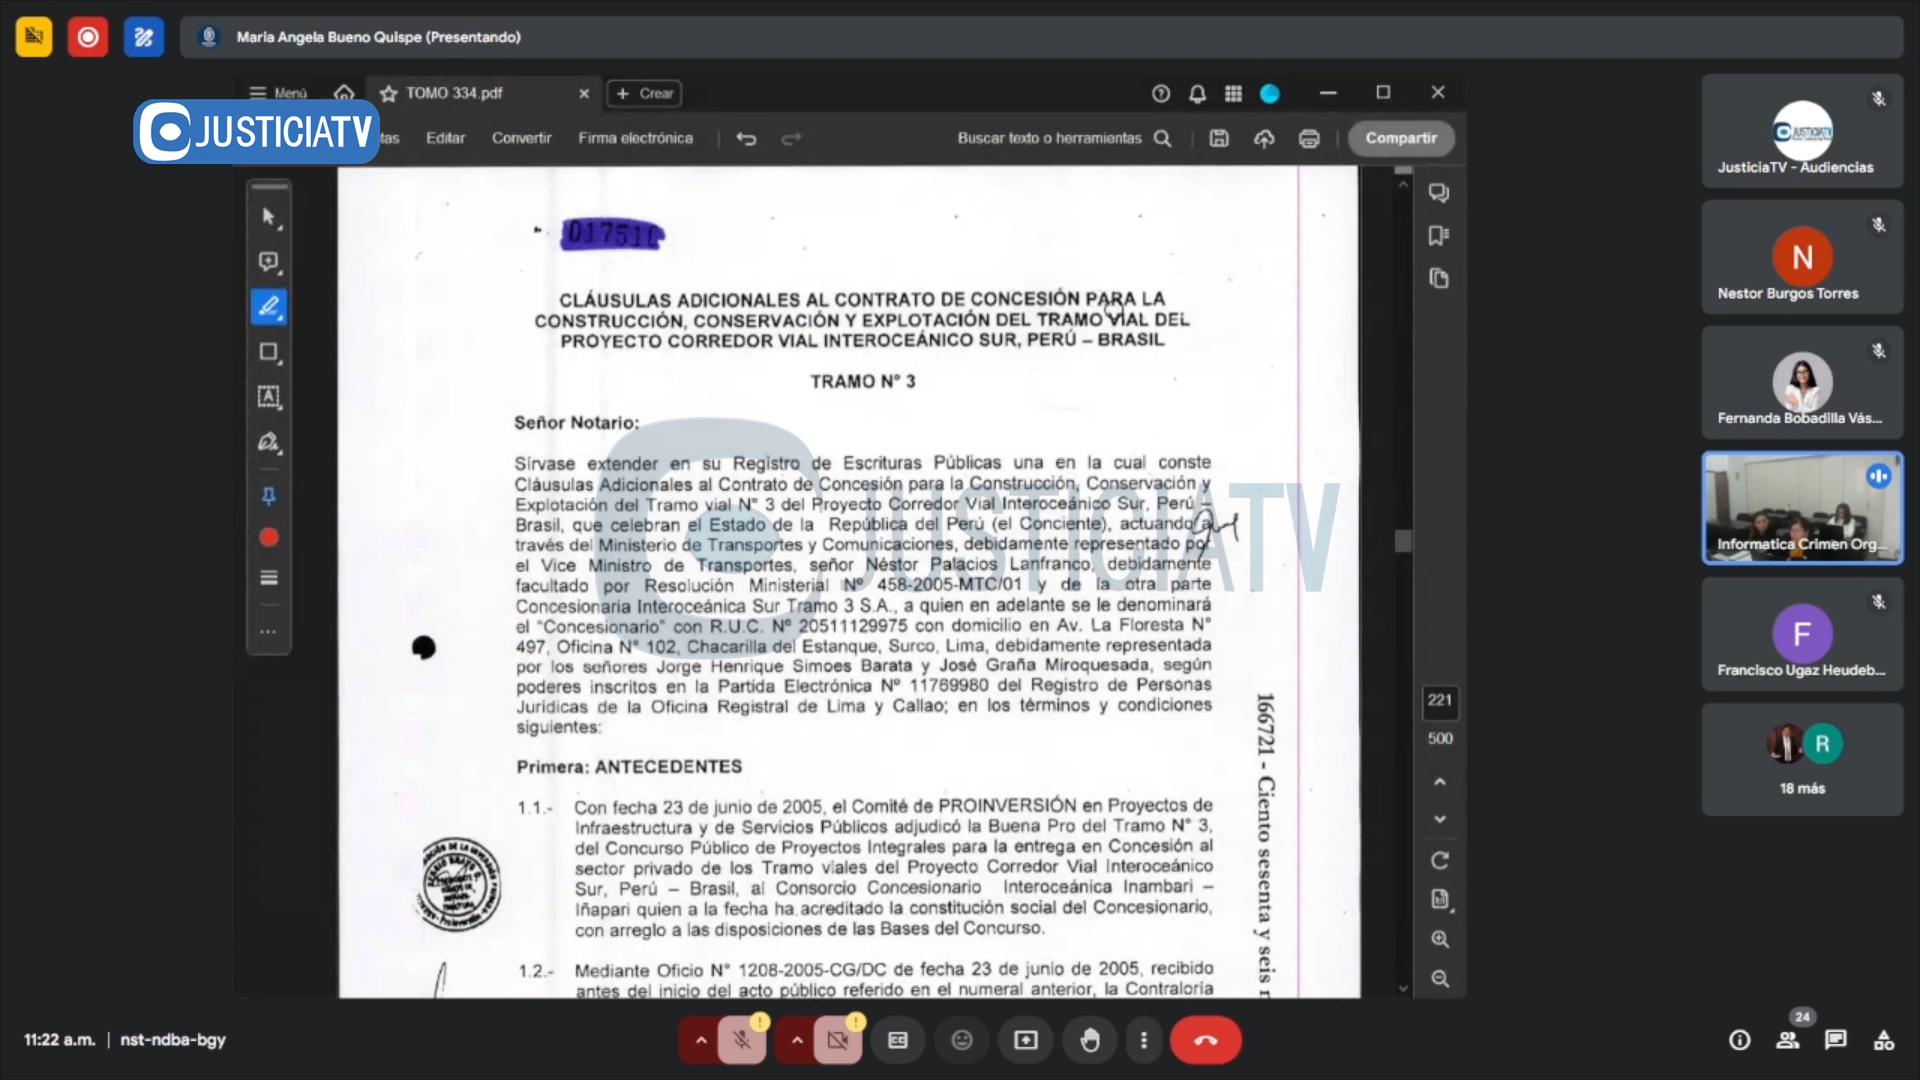 Maria Angela Bueno Quispe (Presentando)
Menú
TOMO 334.pdf
Crear
JUSTICIATV
Editar
Convertir
Firma electrónica
Buscar texto o herramientas
Compartir
017511
CLÁUSULAS ADICIONALES AL CONTRATO DE CONCESIÓN PARA LA
CONSTRUCCIÓN, CONSERVACIÓN Y EXPLOTACIÓN DEL TRAMO VIAL DEL
PROYECTO CORREDOR VIAL INTEROCEÁNICO SUR, PERÚ – BRASIL
TRAMO N° 3
Señor Notario:
Sírvase extender en su Registro de Escrituras Públicas una en la cual conste
Cláusulas Adicionales al Contrato de Concesión para la Construcción, Conservación y
Explotación del Tramo vial N° 3 del Proyecto Corredor Vial Interoceánico Sur, Perú -
Brasil, que celebran el Estado de la República del Perú (el Conciente), actuando a
través del Ministerio de Transportes y Comunicaciones, debidamente representado por
el Vice Ministro de Transportes, señor Néstor Palacios Lanfranco, debidamente
facultado por Resolución Ministerial N° 458-2005-MTC/01 y de la otra parte
Concesionaria Interoceánica Sur Tramo 3 S.A., a quien en adelante se le denominará
el "Concesionario" con R.U.C. N° 20511129975 con domicilio en Av. La Floresta N°
497, Oficina N° 102, Chacarilla del Estanque, Surco, Lima, debidamente representada
por los señores Jorge Henrique Simoes Barata y José Graña Miroquesada, según
poderes inscritos en la Partida Electrónica N° 11769980 del Registro de Personas
Jurídicas de la Oficina Registral de Lima y Callao; en los términos y condiciones
siguientes:
Primera: ANTECEDENTES
1.1.- Con fecha 23 de junio de 2005, el Comité de PROINVERSIÓN en Proyectos de
Infraestructura y de Servicios Públicos adjudicó la Buena Pro del Tramo N° 3,
del Concurso Público de Proyectos Integrales para la entrega en Concesión al
sector privado de los Tramo viales del Proyecto Corredor Vial Interoceánico
Sur, Perú – Brasil, al Consorcio Concesionario Interoceánica Inambari –
Iñapari quien a la fecha ha acreditado la constitución social del Concesionario,
con arreglo a las disposiciones de las Bases del Concurso.
1.2.- Mediante Oficio N° 1208-2005-CG/DC de fecha 23 de junio de 2005, recibido
antes del inicio del acto público referido en el numeral anterior, la Contraloría
166721 - Ciento sesenta y seis
JUSTICIATV
221
500
JUSTICIATV
JusticiaTV - Audiencias
N
Nestor Burgos Torres
Fernanda Bobadilla Vás...
Informatica Crimen Org...
F
Francisco Ugaz Heudeb...
R
18 más
11:22 a.m. | nst-ndba-bgy
24